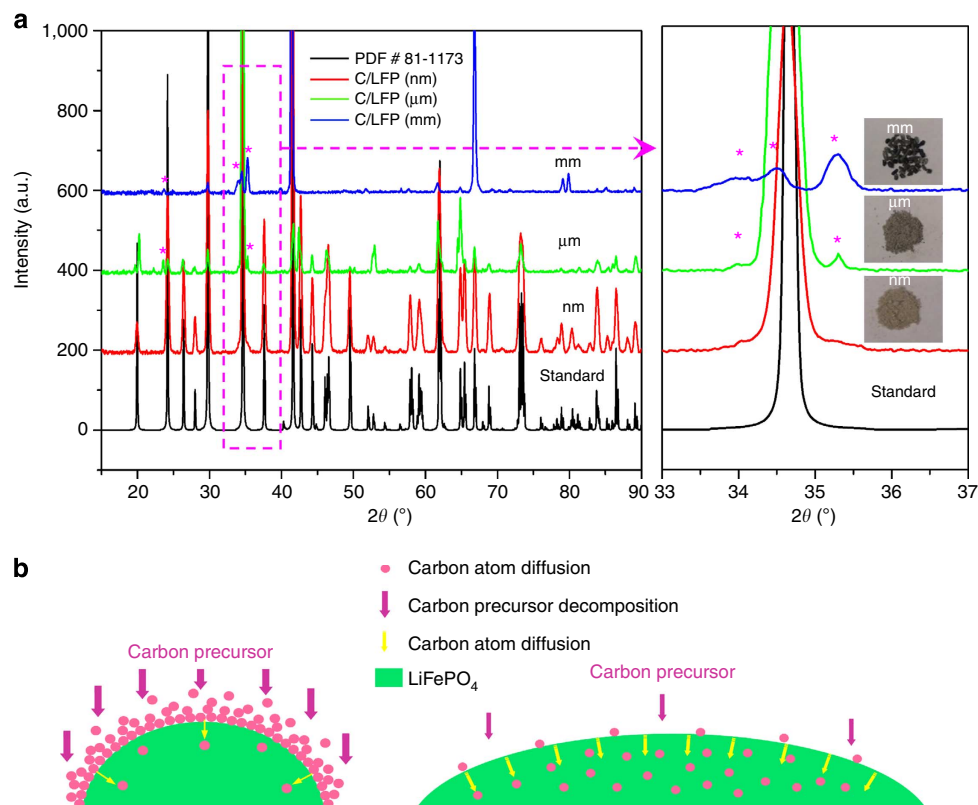 a
1,000
800
600
400
200
0
Intensity (a.u.)
PDF # 81-1173
C/LFP (nm)
C/LFP (μm)
C/LFP (mm)
*
*
*
*
*
*
mm
μm
nm
Standard
20 30 40 50 60 70 80 90
2θ (°)
*
*
*
*
*
mm
μm
nm
Standard
33 34 35 36 37
2θ (°)
b
Carbon atom diffusion
Carbon precursor decomposition
Carbon atom diffusion
LiFePO4
Carbon precursor
Carbon precursor